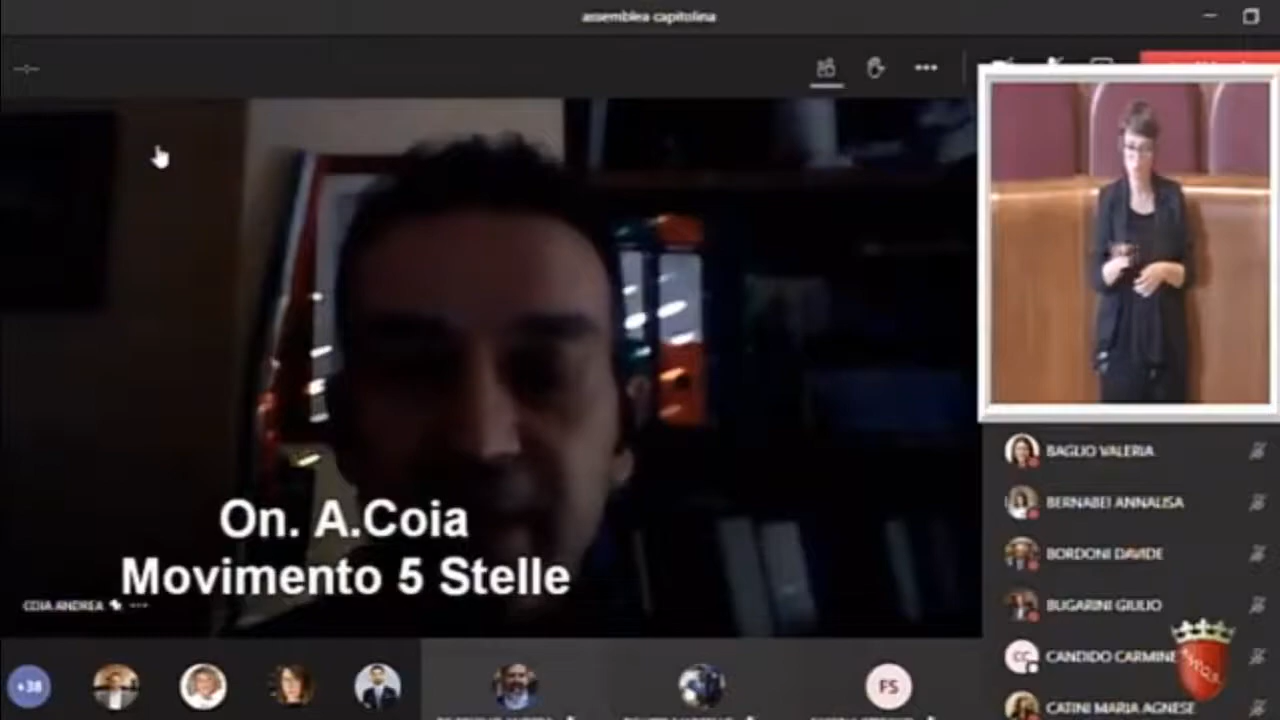 assemblea capitolina
On. A.Coia
Movimento 5 Stelle
COIA ANDREA
+38
FS
BAGLIO VALERIA
BERNABEI ANNALISA
BORDONI DAVIDE
BUGARINI GIULIO
CC
CANDIDO CARMINE
CATINI MARIA AGNESE